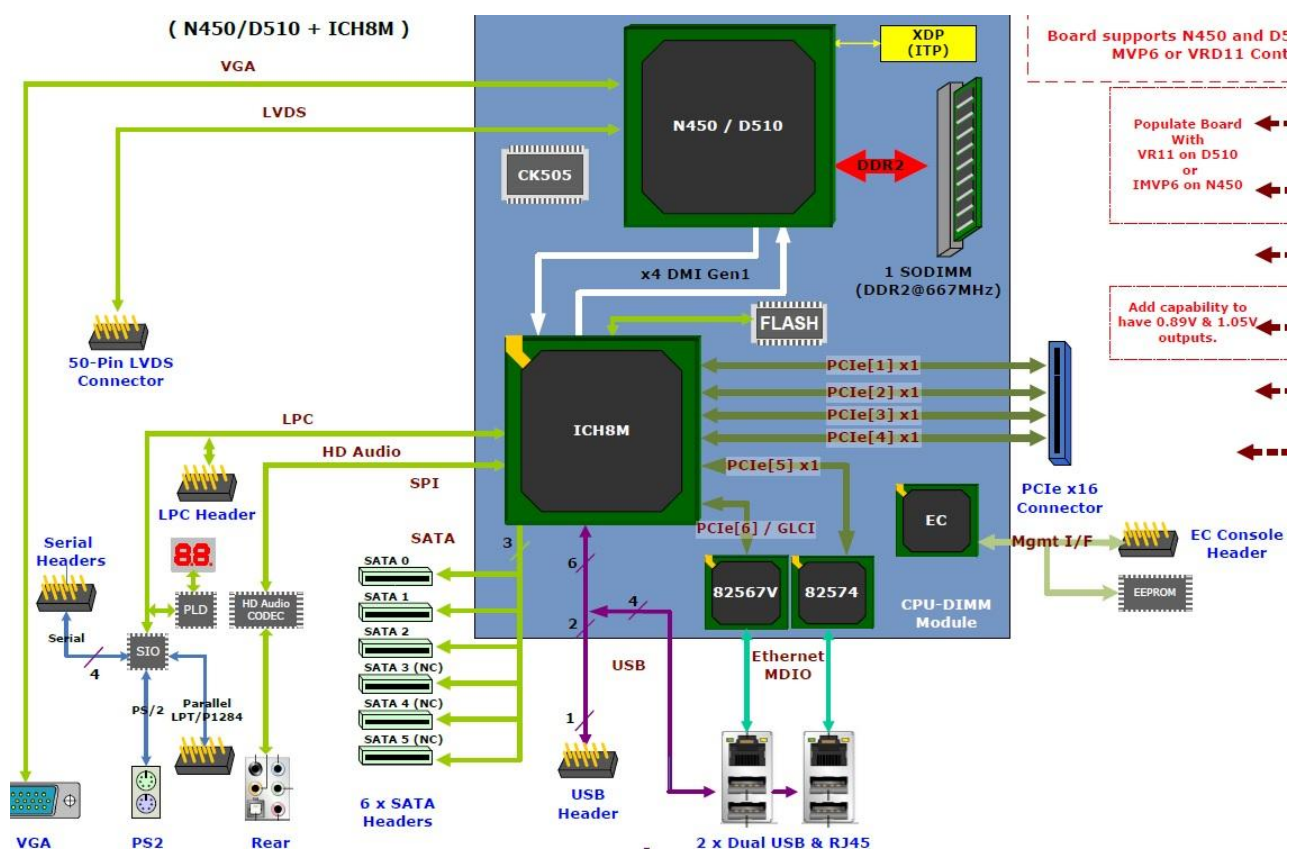 ( N450/D510 + ICH8M )
VGA
LVDS
XDP
(ITP)
N450 / D510
CK505
DDR2
x4 DMI Gen1
1 SODIMM
(DDR2@667MHz)
Board supports N450 and D5
MVP6 or VRD11 Cont
Populate Board
With
VR11 on D510
or
IMVP6 on N450
Add capability to
have 0.89V & 1.05V
outputs.
50-Pin LVDS
Connector
FLASH
ICH8M
PCIe[1] x1
PCIe[2] x1
PCIe[3] x1
PCIe[4] x1
PCIe[5] x1
PCIe[6] / GLCI
PCIe x16
Connector
LPC
HD Audio
SPI
LPC Header
SATA
3
6
4
2
1
EC
Mgmt I/F
EC Console
Header
EEPROM
82567V
82574
CPU-DIMM
Module
Serial
Headers
88
PLD
HD Audio
CODEC
SIO
Serial
4
PS/2
Parallel
LPT/P1284
SATA 0
SATA 1
SATA 2
SATA 3 (NC)
SATA 4 (NC)
SATA 5 (NC)
USB
Ethernet
MDIO
6 x SATA
Headers
USB
Header
VGA
PS2
Rear
2 x Dual USB & RJ45